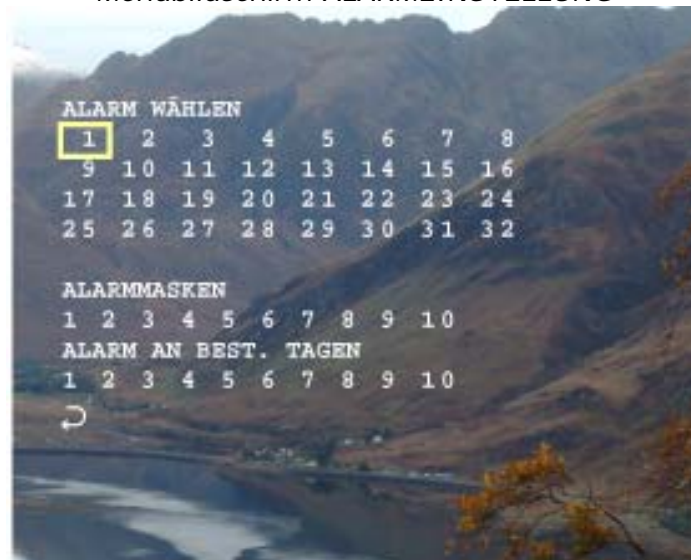 Menübildschirm ALARMEINSTELLUNG
ALARM WÄHLEN
1 2 3 4 5 6 7 8
9 10 11 12 13 14 15 16
17 18 19 20 21 22 23 24
25 26 27 28 29 30 31 32
ALARMMASKEN
1 2 3 4 5 6 7 8 9 10
ALARM AN BEST. TAGEN
1 2 3 4 5 6 7 8 9 10